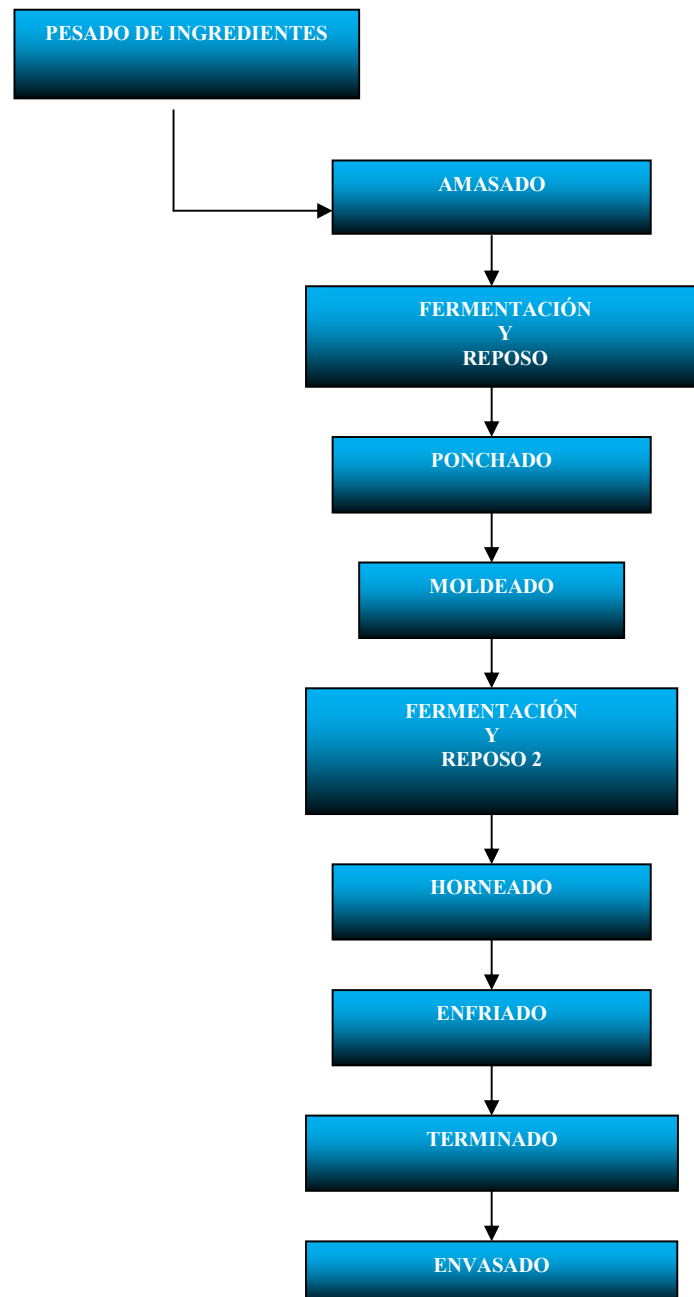 PESADO DE INGREDIENTES
AMASADO
FERMENTACIÓN
Y
REPOSO
PONCHADO
MOLDEADO
FERMENTACIÓN
Y
REPOSO 2
HORNEADO
ENFRIADO
TERMINADO
ENVASADO